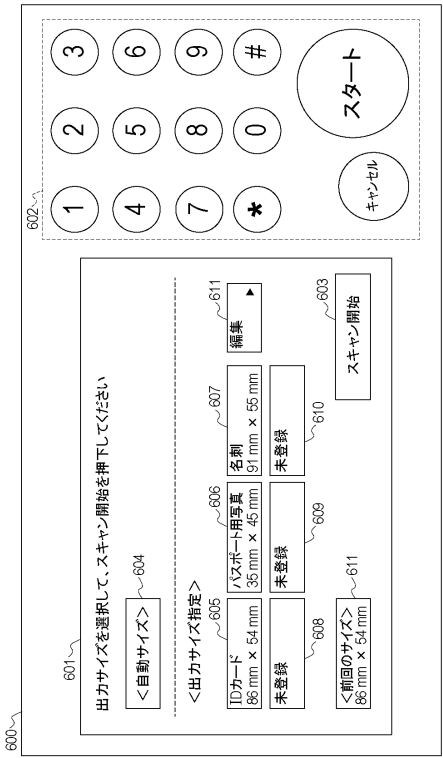 600
601
出力サイズを選択して、スキャン開始を押下してください
<自動サイズ>
604
<出力サイズ指定>
605
606
607
611
IDカード
86 mm × 54 mm
パスポート用写真
35 mm × 45 mm
名刺
91 mm × 55 mm
編集
▶
未登録
未登録
未登録
608
609
610
611
603
<前回のサイズ>
86 mm × 54 mm
スキャン開始
602
1 2 3
4 5 6
7 8 9
* 0 #
キャンセル
スタート